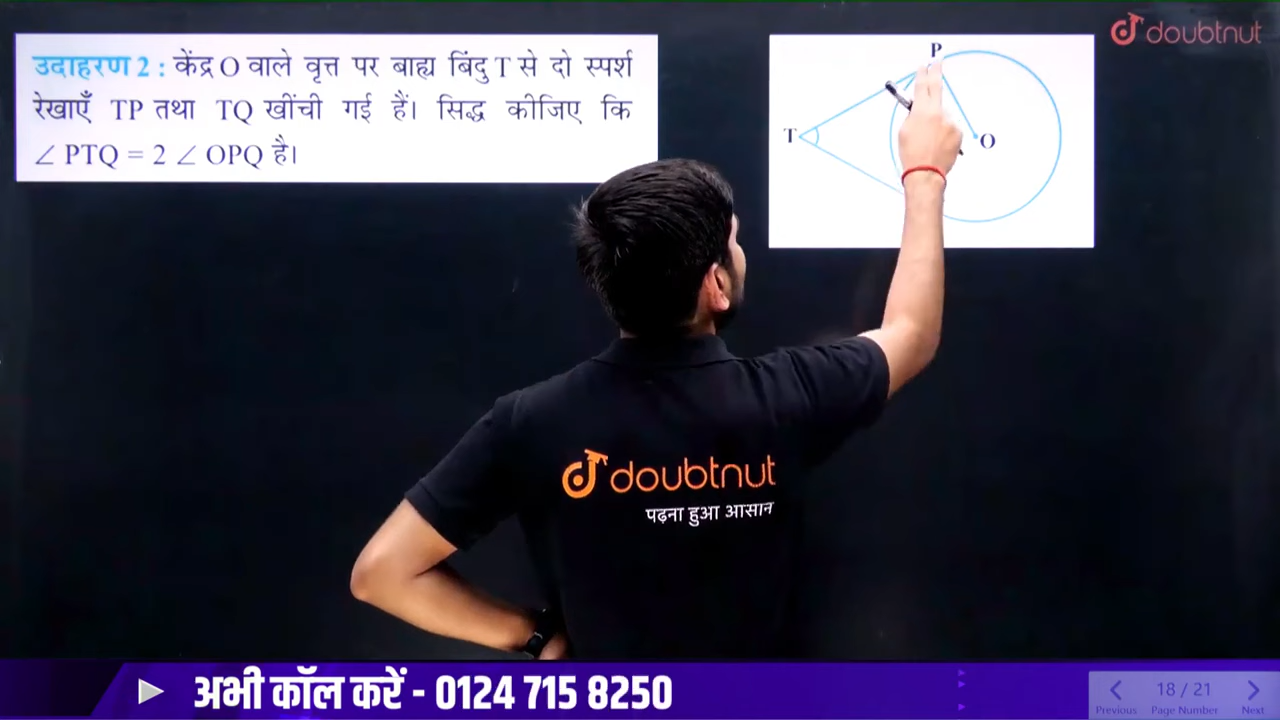 उदाहरण 2 : केंद्र O वाले वृत्त पर बाह्य बिंदु T से दो स्पर्श
रेखाएँ TP तथा TQ खींची गई हैं। सिद्ध कीजिए कि
∠ PTQ = 2 ∠ OPQ है।
P
T
O
doubtnut
doubtnut
पढ़ना हुआ आसान
अभी कॉल करें - 0124 715 8250
18 / 21
Previous Page Number Next